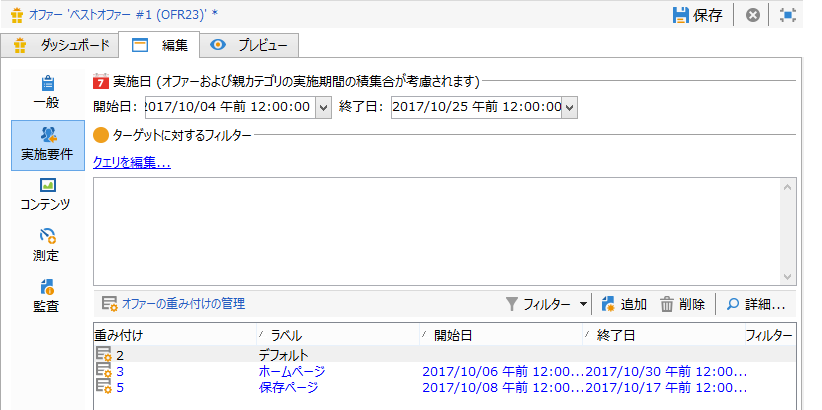 オファー 'ベストオファー #1 (OFR23)' *
保存
ダッシュボード 編集 プレビュー
一般
実施要件
コンテンツ
測定
監査
7 実施日 (オファーおよび親カテゴリの実施期間の積集合が考慮されます)
開始日: 2017/10/04 午前 12:00:00 終了日: 2017/10/25 午前 12:00:00
ターゲットに対するフィルター
クエリを編集...
オファーの重み付けの管理 フィルター 追加 削除 詳細...
重み付け ラベル 開始日 終了日 フィルター
2 デフォルト
3 ホームページ 2017/10/06 午前 12:00... 2017/10/30 午前 12:00...
5 保存ページ 2017/10/08 午前 12:00... 2017/10/17 午前 12:00...